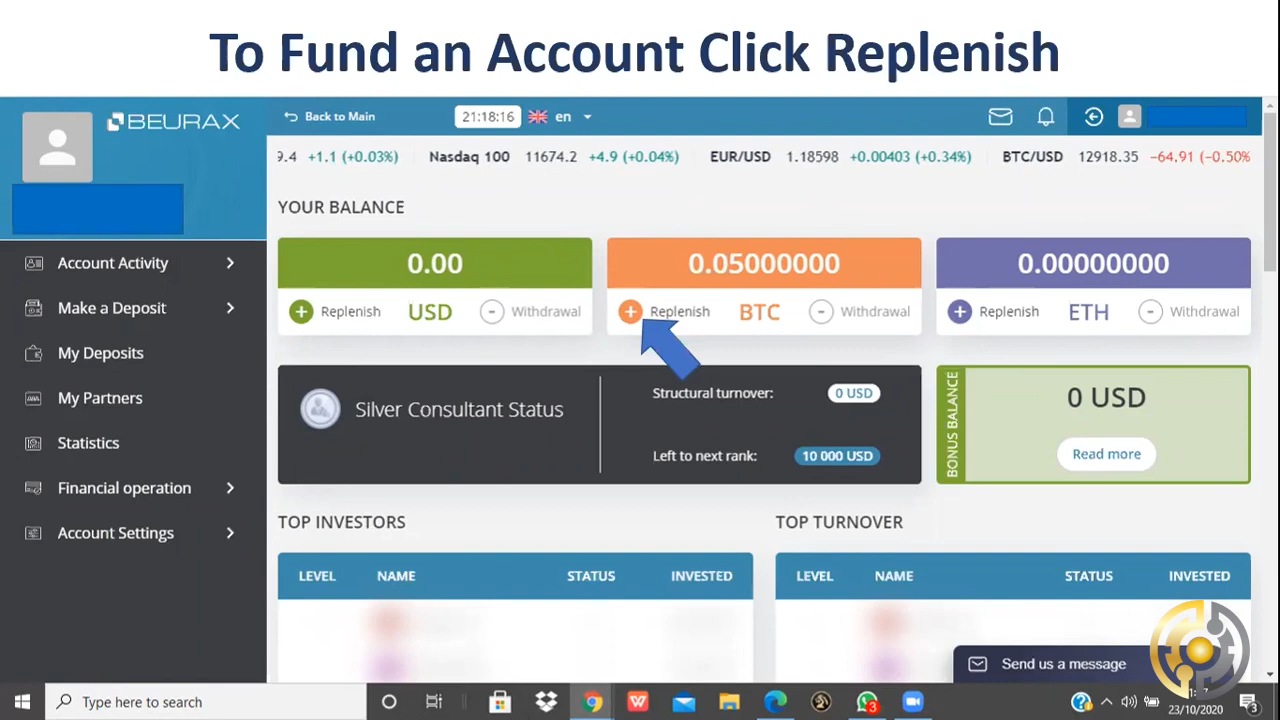 To Fund an Account Click Replenish
BEURAX
Back to Main
21:18:16
en
9.4 +1.1 (+0.03%) Nasdaq 100 11674.2 +4.9 (+0.04%) EUR/USD 1.18598 +0.00403 (+0.34%) BTC/USD 12918.35 -64,91 (-0.50%
YOUR BALANCE
0.00
Replenish USD Withdrawal
0.05000000
Replenish BTC Withdrawal
0.00000000
Replenish ETH Withdrawal
Account Activity
Make a Deposit
My Deposits
My Partners
Statistics
Financial operation
Account Settings
Silver Consultant Status
Structural turnover: 0 USD
Left to next rank: 10 000 USD
BONUS BALANCE
0 USD
Read more
TOP INVESTORS
LEVEL NAME STATUS INVESTED
TOP TURNOVER
LEVEL NAME STATUS INVESTED
Send us a message
Type here to search
W
3
23/10/2020
3